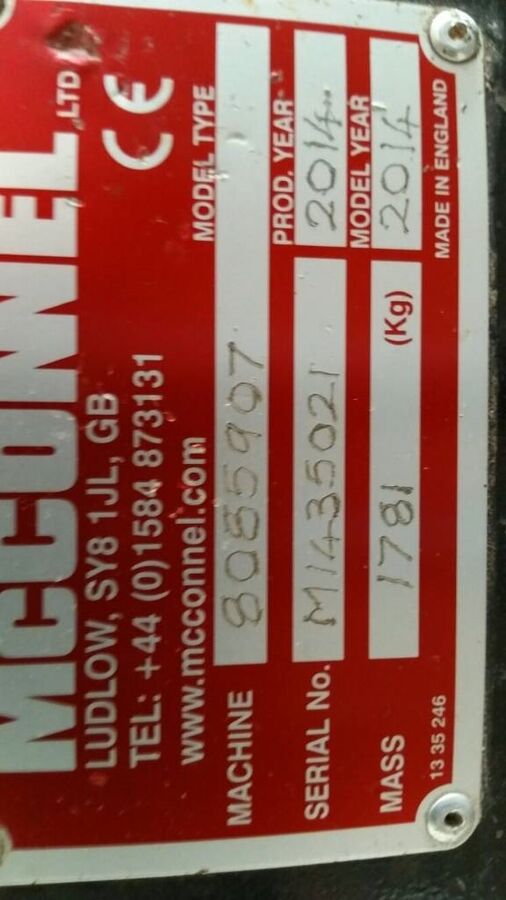 McCONNEL LTD
LUDLOW, SY8 1JL, GB
TEL: +44 (0)1584 873131
www.mcconnel.com
CE
MACHINE 8085907 MODEL TYPE
SERIAL No. M1435021 PROD. YEAR 2014
MASS 1781 (Kg) MODEL YEAR 2014
13 35 246 MADE IN ENGLAND